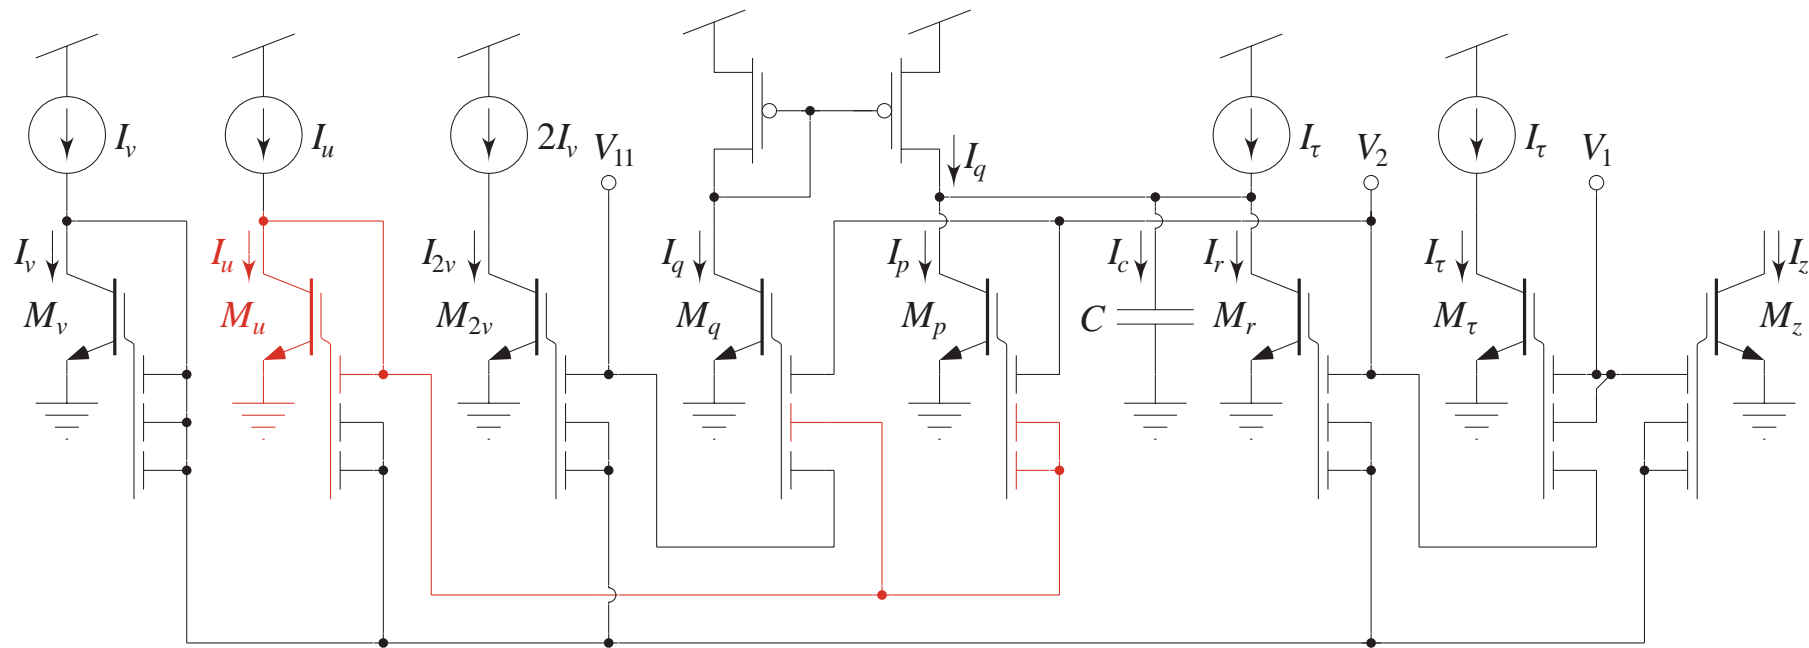 I_v
I_u
2I_v
V_11
I_q
I_τ
V_2
I_τ
V_1
I_v
I_u
I_2v
I_q
I_p
I_c
I_r
I_τ
I_z
M_v
M_u
M_2v
M_q
M_p
C
M_r
M_τ
M_z